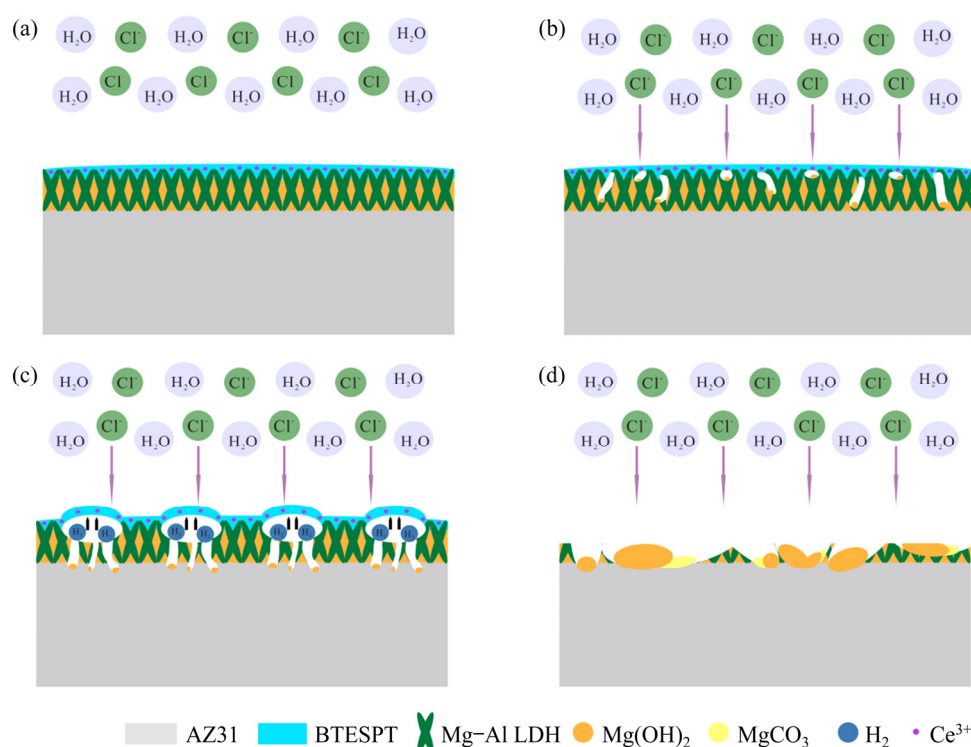 (a) H₂O Cl⁻ H₂O Cl⁻ H₂O Cl⁻ H₂O
H₂O Cl⁻ H₂O Cl⁻ H₂O Cl⁻ H₂O Cl⁻ H₂O
(b) H₂O Cl⁻ H₂O Cl⁻ H₂O Cl⁻ H₂O
H₂O Cl⁻ H₂O Cl⁻ H₂O Cl⁻ H₂O Cl⁻ H₂O
(c) H₂O Cl⁻ H₂O Cl⁻ H₂O Cl⁻ H₂O
H₂O Cl⁻ H₂O Cl⁻ H₂O Cl⁻ H₂O Cl⁻ H₂O
H₂ H₂ H₂ H₂ H₂ H₂ H₂ H₂
(d) H₂O Cl⁻ H₂O Cl⁻ H₂O Cl⁻ H₂O
H₂O Cl⁻ H₂O Cl⁻ H₂O Cl⁻ H₂O Cl⁻ H₂O
AZ31 BTESPT Mg−Al LDH Mg(OH)₂ MgCO₃ H₂ Ce³⁺